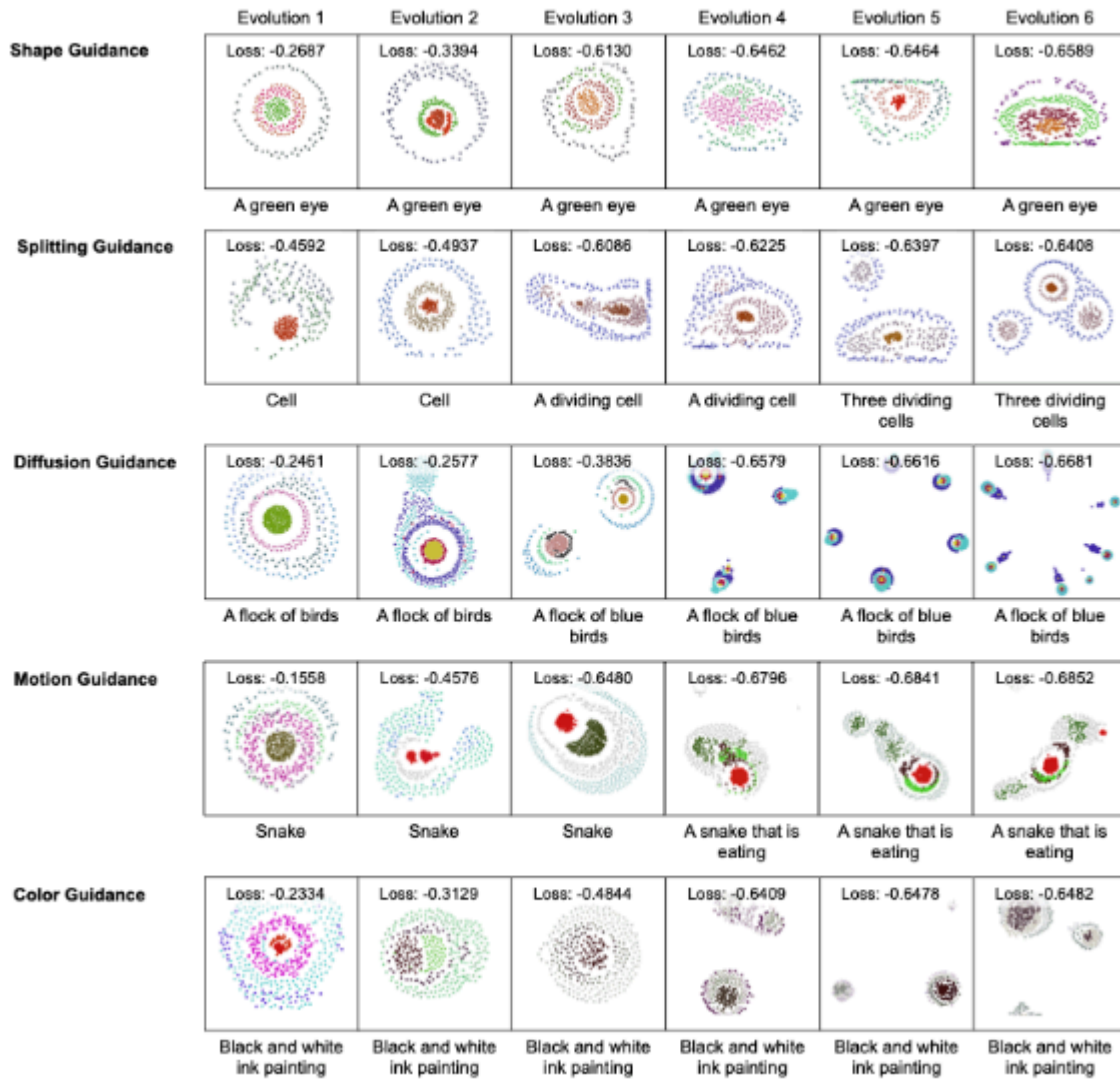 Evolution 1 Evolution 2 Evolution 3 Evolution 4 Evolution 5 Evolution 6
Shape Guidance
Loss: -0.2687 Loss: -0.3394 Loss: -0.6130 Loss: -0.6462 Loss: -0.6464 Loss: -0.6589
A green eye A green eye A green eye A green eye A green eye A green eye
Splitting Guidance
Loss: -0.4592 Loss: -0.4937 Loss: -0.6086 Loss: -0.6225 Loss: -0.6397 Loss: -0.6408
Cell Cell A dividing cell A dividing cell Three dividing Three dividing
cells cells
Diffusion Guidance
Loss: -0.2461 Loss: -0.2577 Loss: -0.3836 Loss: -0.6579 Loss: -0.6616 Loss: -0.6681
A flock of birds A flock of birds A flock of blue A flock of blue A flock of blue A flock of blue
birds birds birds birds
Motion Guidance
Loss: -0.1558 Loss: -0.4576 Loss: -0.6480 Loss: -0.6796 Loss: -0.6841 Loss: -0.6852
Snake Snake Snake A snake that is A snake that is A snake that is
eating eating eating
Color Guidance
Loss: -0.2334 Loss: -0.3129 Loss: -0.4844 Loss: -0.6409 Loss: -0.6478 Loss: -0.6482
Black and white Black and white Black and white Black and white Black and white Black and white
ink painting ink painting ink painting ink painting ink painting ink painting